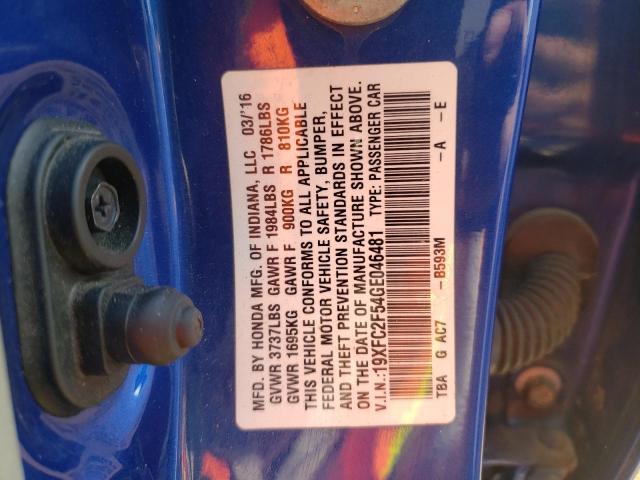 MFD. BY HONDA MFG. OF INDIANA, LLC 03/'16
GVWR 3737LBS GAWR F 1984LBS R 1786LBS
GVWR 1695KG GAWR F 900KG R 810KG
THIS VEHICLE CONFORMS TO ALL APPLICABLE
FEDERAL MOTOR VEHICLE SAFETY, BUMPER,
AND THEFT PREVENTION STANDARDS IN EFFECT
ON THE DATE OF MANUFACTURE SHOWN ABOVE.
V.I.N.:19XFC2F54GE046481 TYPE: PASSENGER CAR
TBA G AC7 -B593M -A -E